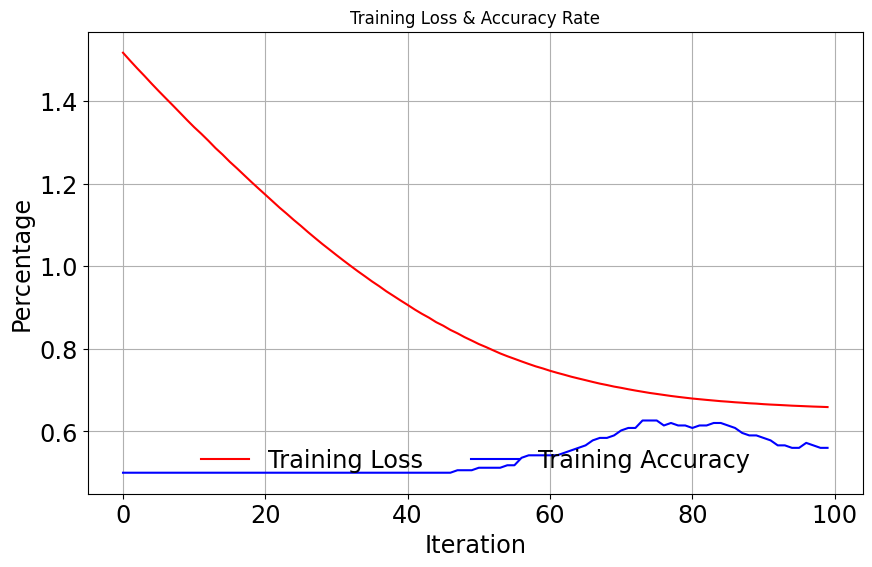 Training Loss & Accuracy Rate
Percentage
1.4
1.2
1.0
0.8
0.6
Training Loss Training Accuracy
0 20 40 60 80 100
Iteration